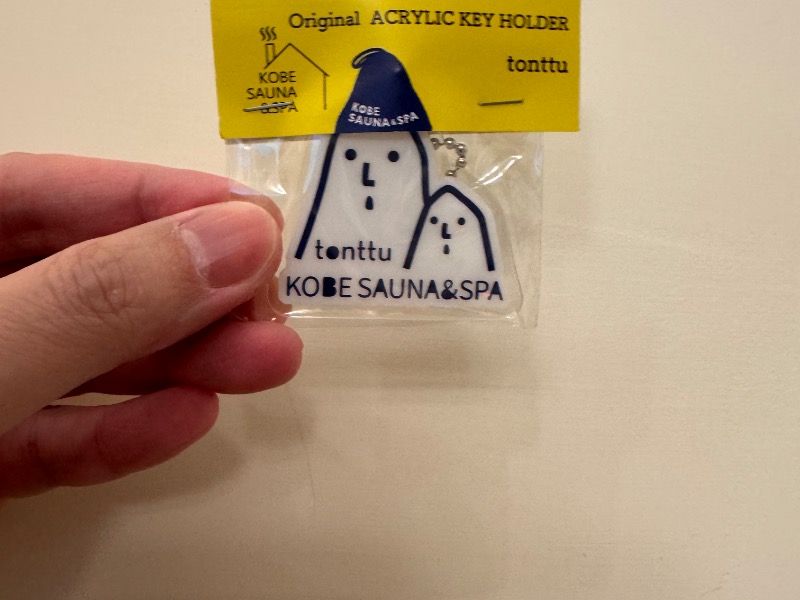 Original ACRYLIC KEY HOLDER
tonttu
KOBE
SAUNA
&SPA
KOBE
SAUNA&SPA
tonttu
KOBE SAUNA&SPA